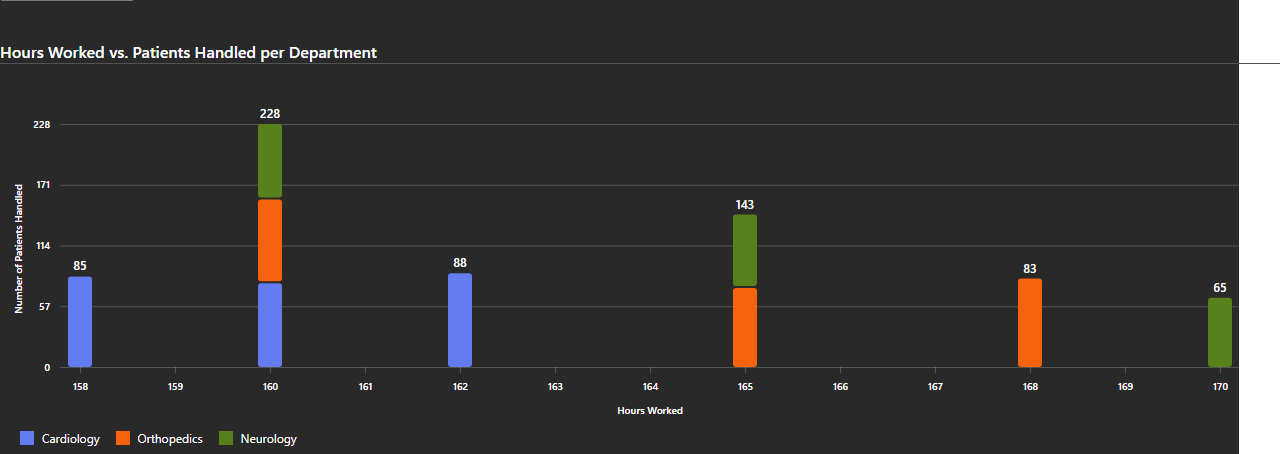 Hours Worked vs. Patients Handled per Department
228
228
171
143
114
85
88
83
65
57
0
Number of Patients Handled
158 159 160 161 162 163 164 165 166 167 168 169 170
Hours Worked
Cardiology Orthopedics Neurology